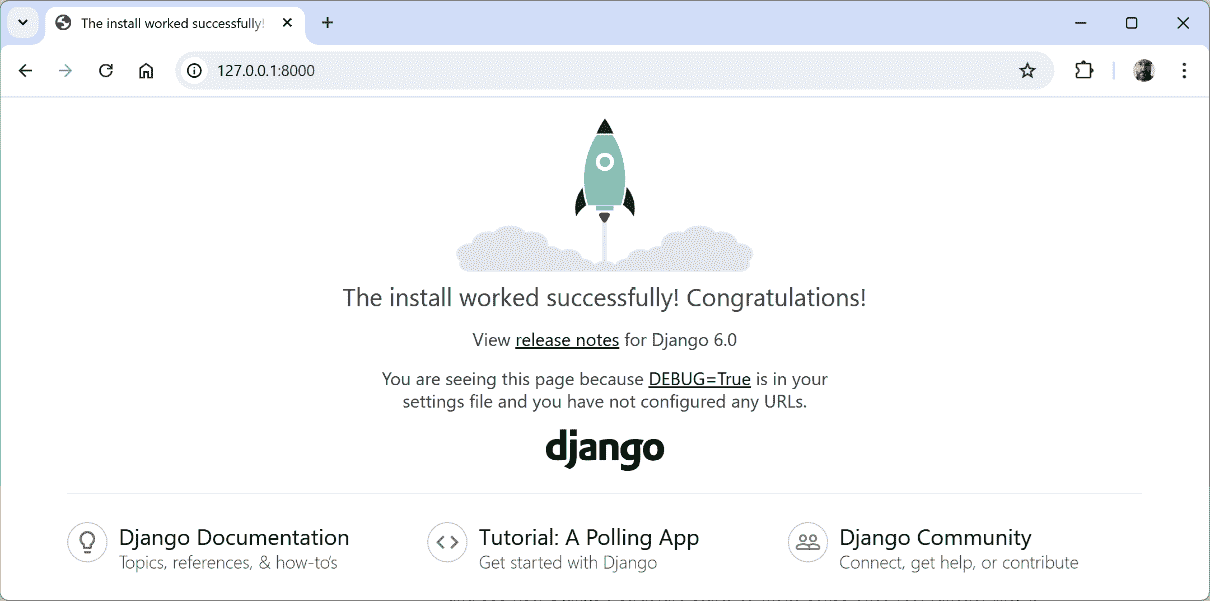 The install worked successfully!
127.0.0.1:8000
The install worked successfully! Congratulations!
View release notes for Django 6.0
You are seeing this page because DEBUG=True is in your
settings file and you have not configured any URLs.
django
Django Documentation
Topics, references, & how-to's
Tutorial: A Polling App
Get started with Django
Django Community
Connect, get help, or contribute